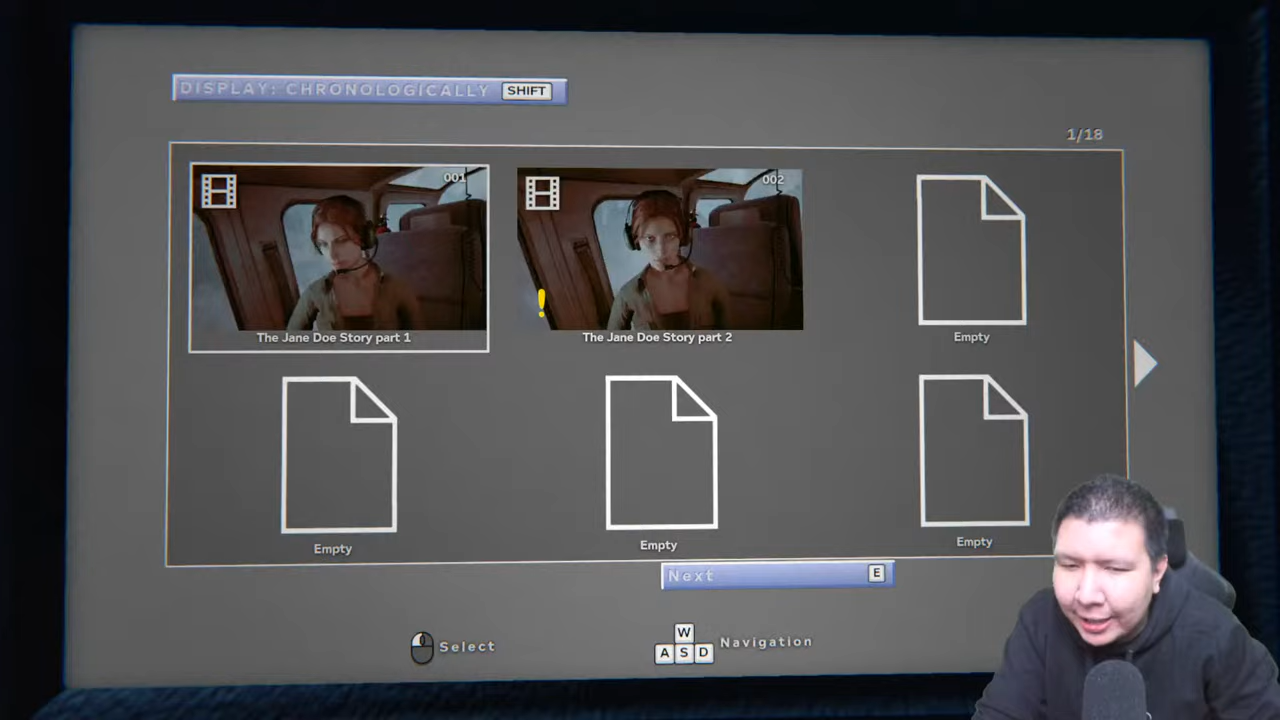 DISPLAY: CHRONOLOGICALLY SHIFT
1/18
001
002
The Jane Doe Story part 1
The Jane Doe Story part 2
Empty
Empty
Empty
Empty
Next E
Select
W
A S D
Navigation